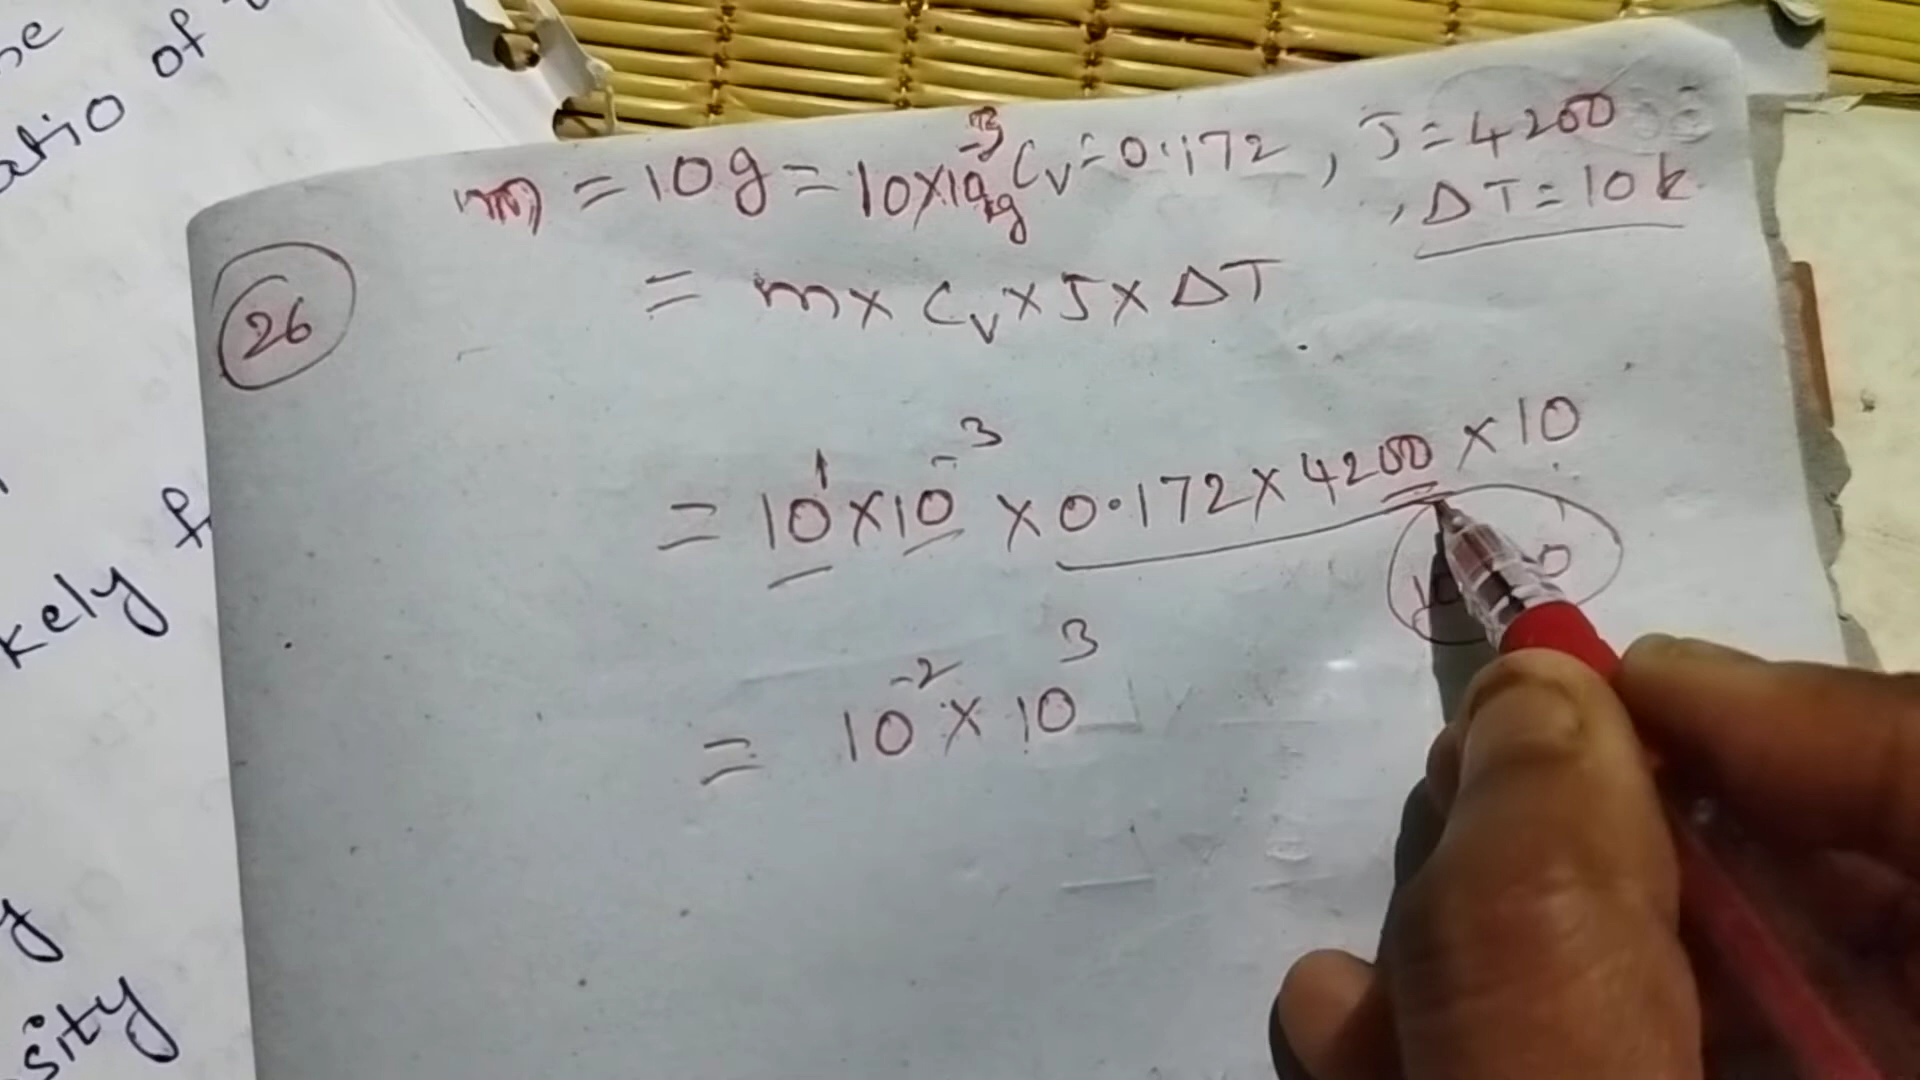 m = 10g = 10×10⁻³kg Cᵥ = 0.172, J = 4200
, ΔT = 10k
26
= m× Cᵥ×J× ΔT
= 10¹×10⁻³ ×0.172×4200 ×10
= 10⁻²× 10³
atio of
kely f
y
sity